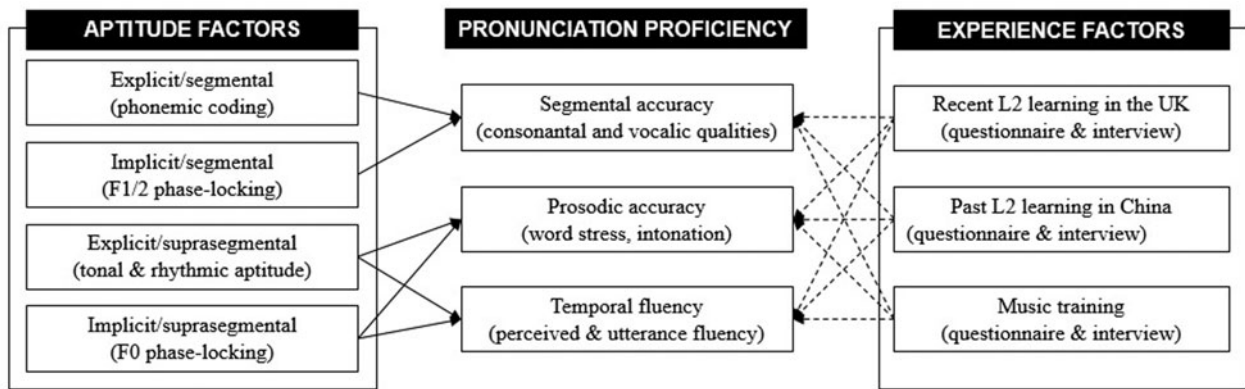 APTITUDE FACTORS
Explicit/segmental
(phonemic coding)
Implicit/segmental
(F1/2 phase-locking)
Explicit/suprasegmental
(tonal & rhythmic aptitude)
Implicit/suprasegmental
(F0 phase-locking)
PRONUNCIATION PROFICIENCY
Segmental accuracy
(consonantal and vocalic qualities)
Prosodic accuracy
(word stress, intonation)
Temporal fluency
(perceived & utterance fluency)
EXPERIENCE FACTORS
Recent L2 learning in the UK
(questionnaire & interview)
Past L2 learning in China
(questionnaire & interview)
Music training
(questionnaire & interview)